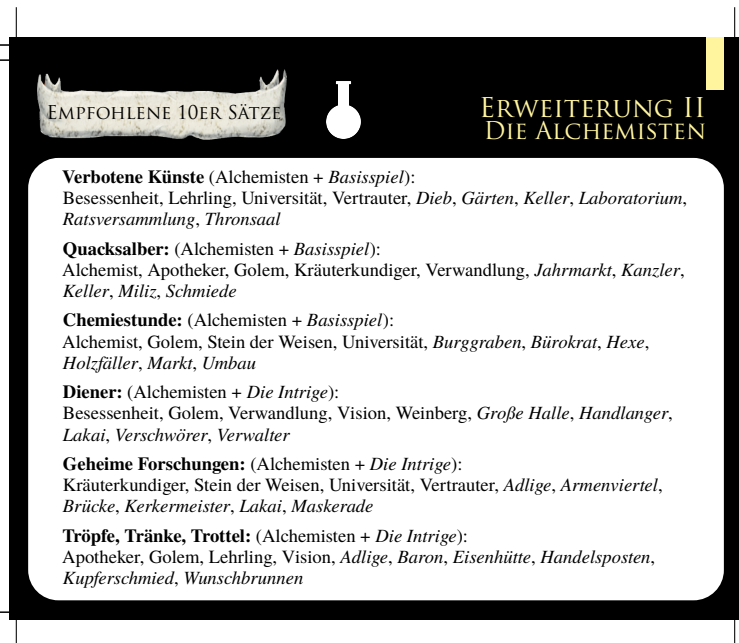 EMPFOHLENE 10ER SÄTZE
ERWEITERUNG II
DIE ALCHEMISTEN
Verbotene Künste (Alchemisten + Basisspiel):
Besessenheit, Lehrling, Universität, Vertrauter, Dieb, Gärten, Keller, Laboratorium,
Ratsversammlung, Thronsaal
Quacksalber: (Alchemisten + Basisspiel):
Alchemist, Apotheker, Golem, Kräuterkundiger, Verwandlung, Jahrmarkt, Kanzler,
Keller, Miliz, Schmiede
Chemiestunde: (Alchemisten + Basisspiel):
Alchemist, Golem, Stein der Weisen, Universität, Burggraben, Bürokrat, Hexe,
Holzfäller, Markt, Umbau
Diener: (Alchemisten + Die Intrige):
Besessenheit, Golem, Verwandlung, Vision, Weinberg, Große Halle, Handlanger,
Lakai, Verschwörer, Verwalter
Geheime Forschungen: (Alchemisten + Die Intrige):
Kräuterkundiger, Stein der Weisen, Universität, Vertrauter, Adlige, Armenviertel,
Brücke, Kerkermeister, Lakai, Maskerade
Tröpfe, Tränke, Trottel: (Alchemisten + Die Intrige):
Apotheker, Golem, Lehrling, Vision, Adlige, Baron, Eisenhütte, Handelsposten,
Kupferschmied, Wunschbrunnen